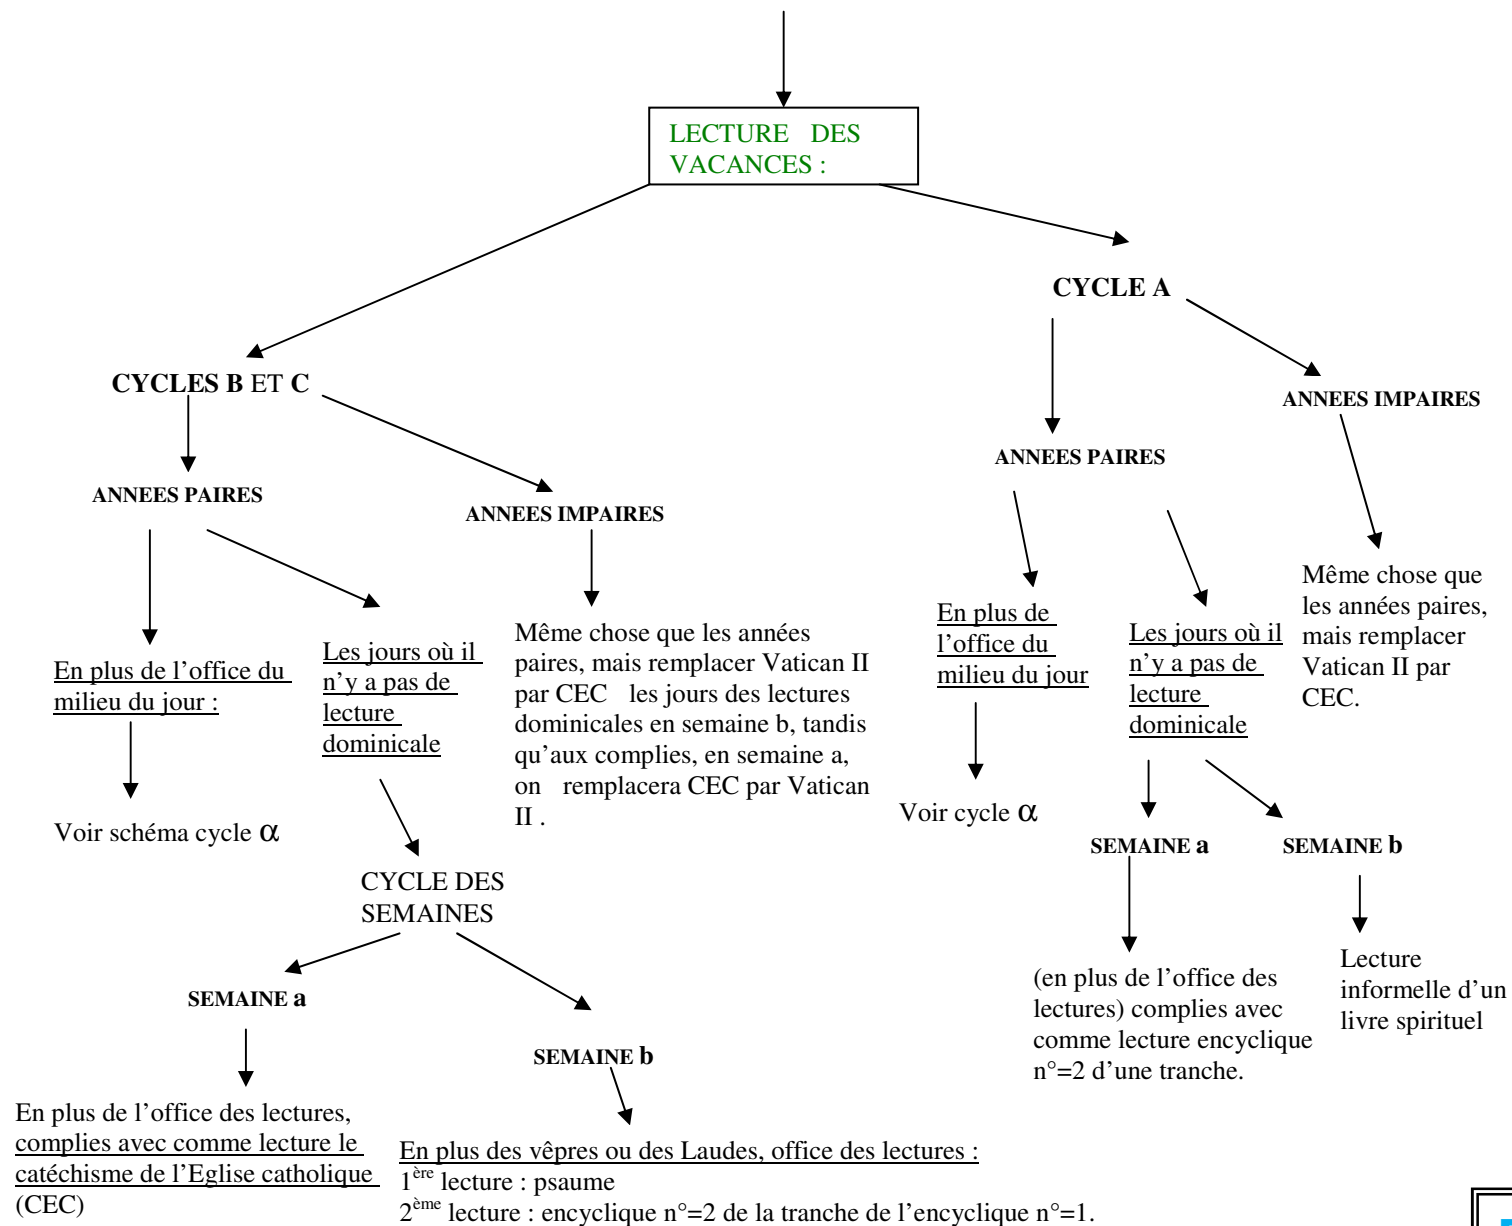 LECTURE DES
VACANCES :
CYCLE A
CYCLES B ET C
ANNEES IMPAIRES
ANNEES PAIRES
ANNEES PAIRES
ANNEES IMPAIRES
Même chose que
les années paires,
mais remplacer
Vatican II par
CEC.
En plus de
l’office du
milieu du jour
Les jours où il
n’y a pas de
lecture
dominicale
Même chose que les années
paires, mais remplacer Vatican II
par CEC les jours des lectures
dominicales en semaine b, tandis
qu’aux complies, en semaine a,
on remplacera CEC par Vatican
II .
Les jours où il
n’y a pas de
lecture
dominicale
En plus de l’office du
milieu du jour :
Voir cycle α
Voir schéma cycle α
SEMAINE a
SEMAINE b
CYCLE DES
SEMAINES
Lecture
informelle d’un
livre spirituel
(en plus de l’office des
lectures) complies avec
comme lecture encyclique
n°=2 d’une tranche.
SEMAINE a
SEMAINE b
En plus de l’office des lectures,
complies avec comme lecture le
catéchisme de l’Eglise catholique
(CEC)
En plus des vêpres ou des Laudes, office des lectures :
1ère lecture : psaume
2ème lecture : encyclique n°=2 de la tranche de l’encyclique n°=1.